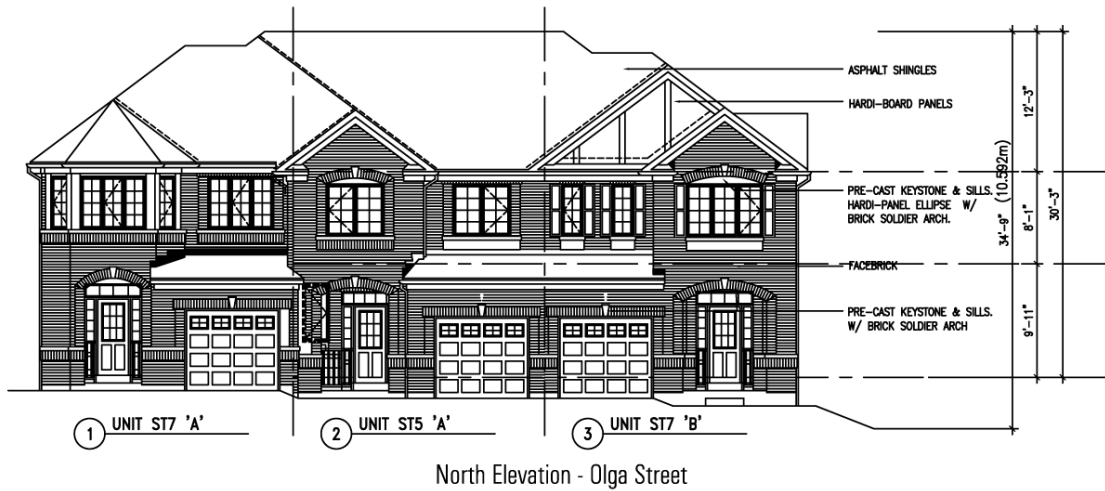 ASPHALT SHINGLES
HARDI-BOARD PANELS
12'-3"
PRE-CAST KEYSTONE & SILLS.
HARDI-PANEL ELLIPSE W/
BRICK SOLDIER ARCH.
34'-9" (10.592m)
8'-1"
30'-3"
FACEBRICK
PRE-CAST KEYSTONE & SILLS.
W/ BRICK SOLDIER ARCH
9'-11"
1 UNIT ST7 'A'
2 UNIT ST5 'A'
3 UNIT ST7 'B'
North Elevation - Olga Street